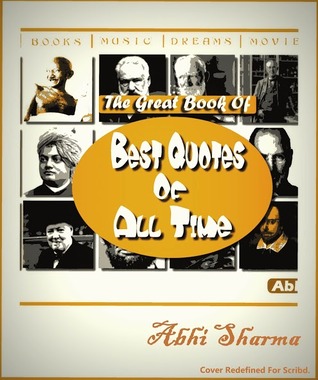 BOOKS | MUSIC | DREAMS | MOVIE
The Great Book Of
BEST QUOTES
OF
ALL TIME
Abl
Abhi Sharma
Cover Redefined For Scribd.